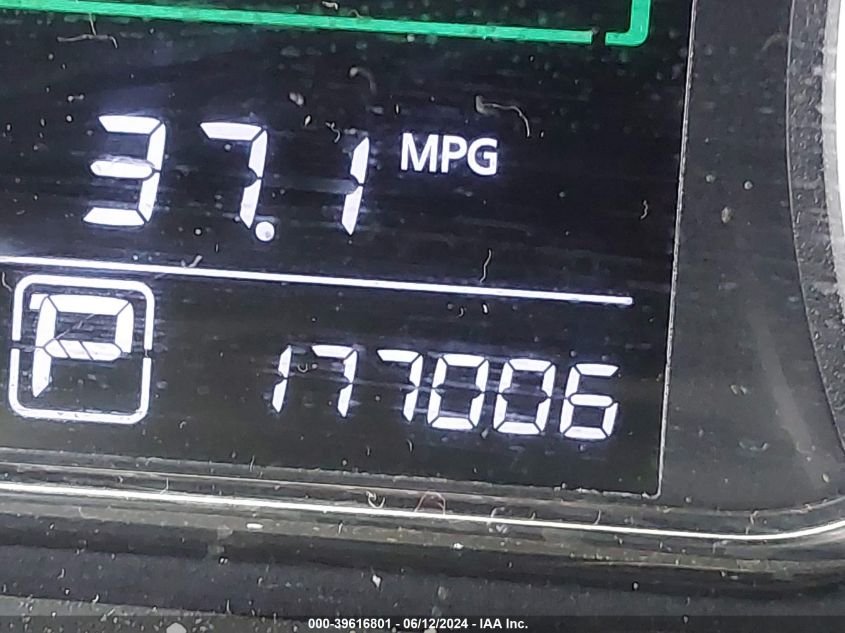 37.1 MPG
P 177006
000-39616801 - 06/12/2024 - IAA Inc.